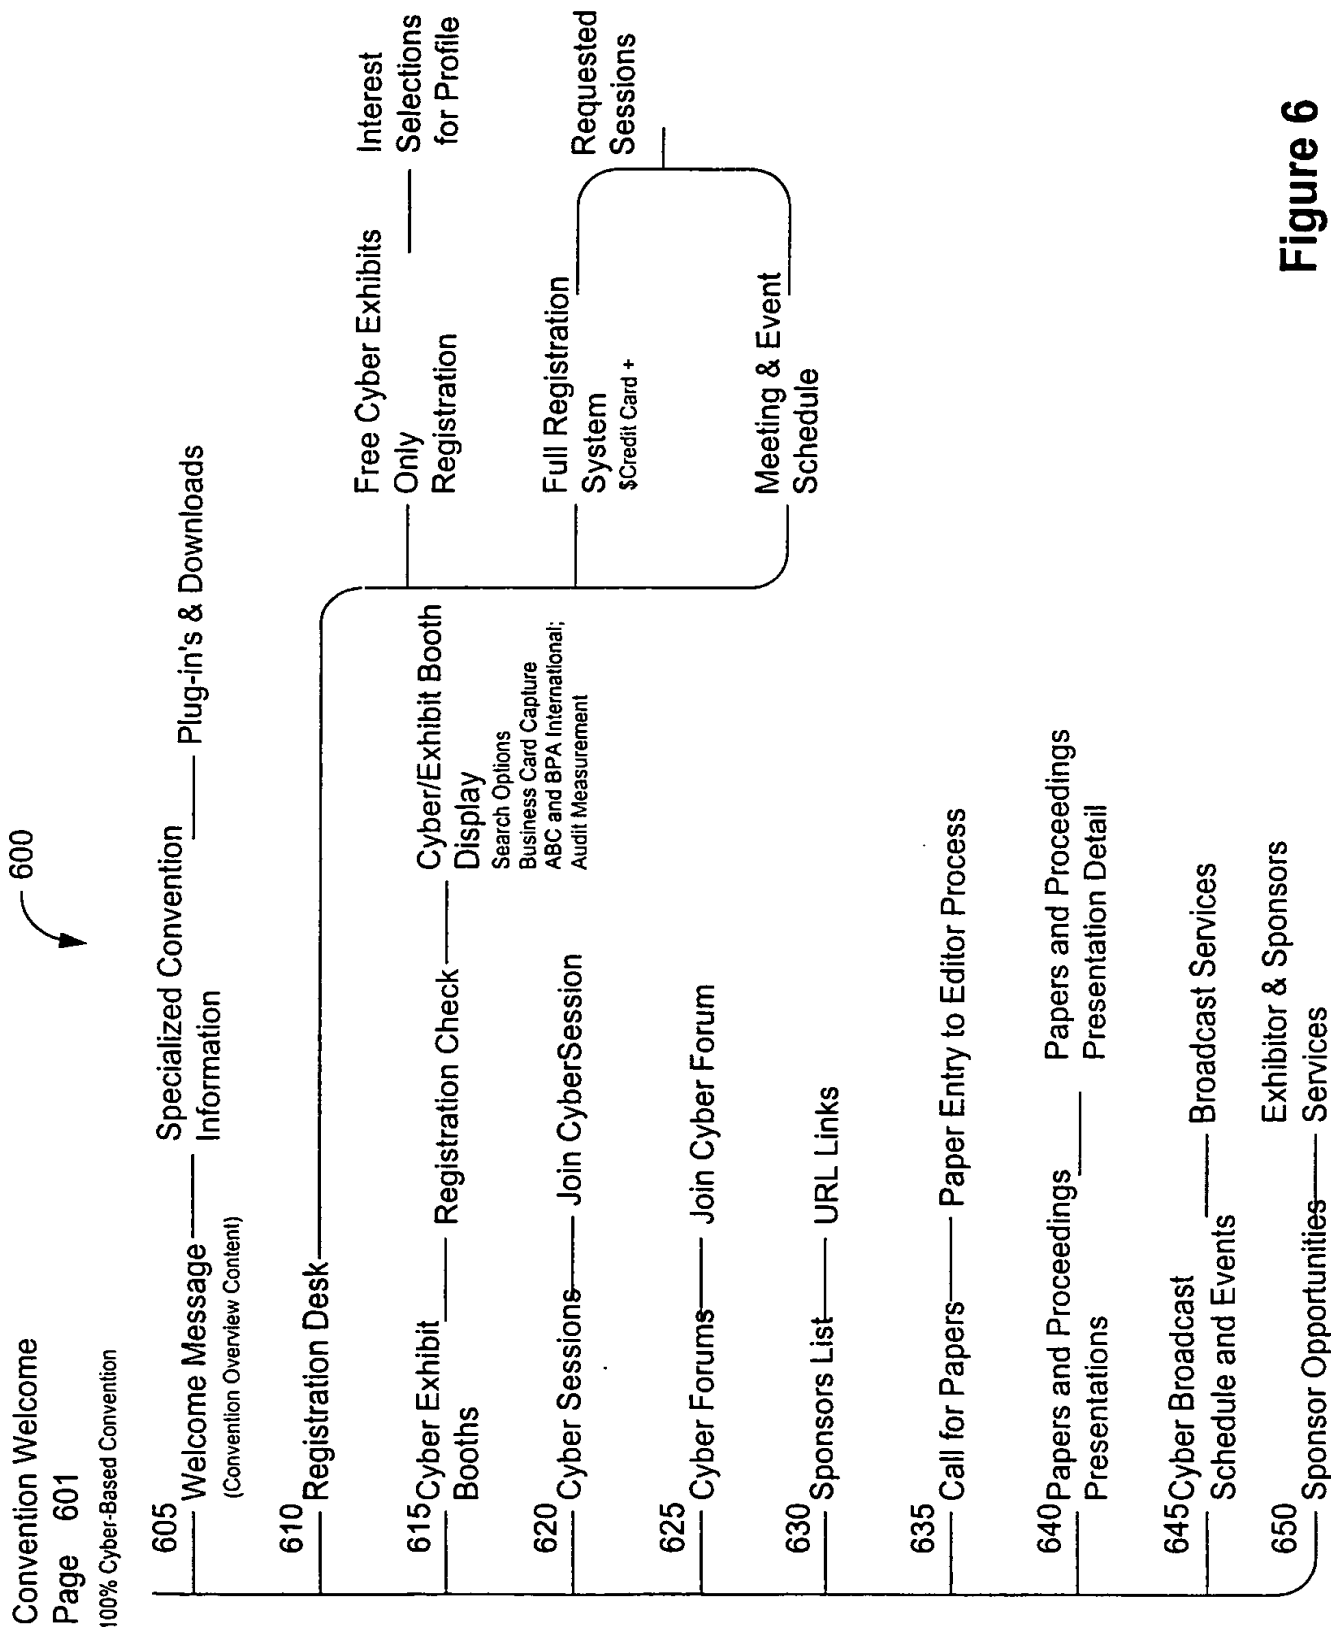 600
Convention Welcome
Page 601
100% Cyber-Based Convention
605
Welcome Message
(Convention Overview Content)
Specialized Convention
Information
Plug-in's & Downloads
610
Registration Desk
Free Cyber Exhibits
Only
Registration
Interest
Selections
for Profile
Full Registration
System
$Credit Card +
Meeting & Event
Schedule
Requested
Sessions
615
Cyber Exhibit
Booths
Registration Check
Cyber/Exhibit Booth
Display
Search Options
Business Card Capture
ABC and BPA International;
Audit Measurement
620
Cyber Sessions
Join CyberSession
625
Cyber Forums
Join Cyber Forum
630
Sponsors List
URL Links
635
Call for Papers
Paper Entry to Editor Process
640
Papers and Proceedings
Presentations
Papers and Proceedings
Presentation Detail
645
Cyber Broadcast
Schedule and Events
Broadcast Services
650
Sponsor Opportunities
Exhibitor & Sponsors
Services
Figure 6